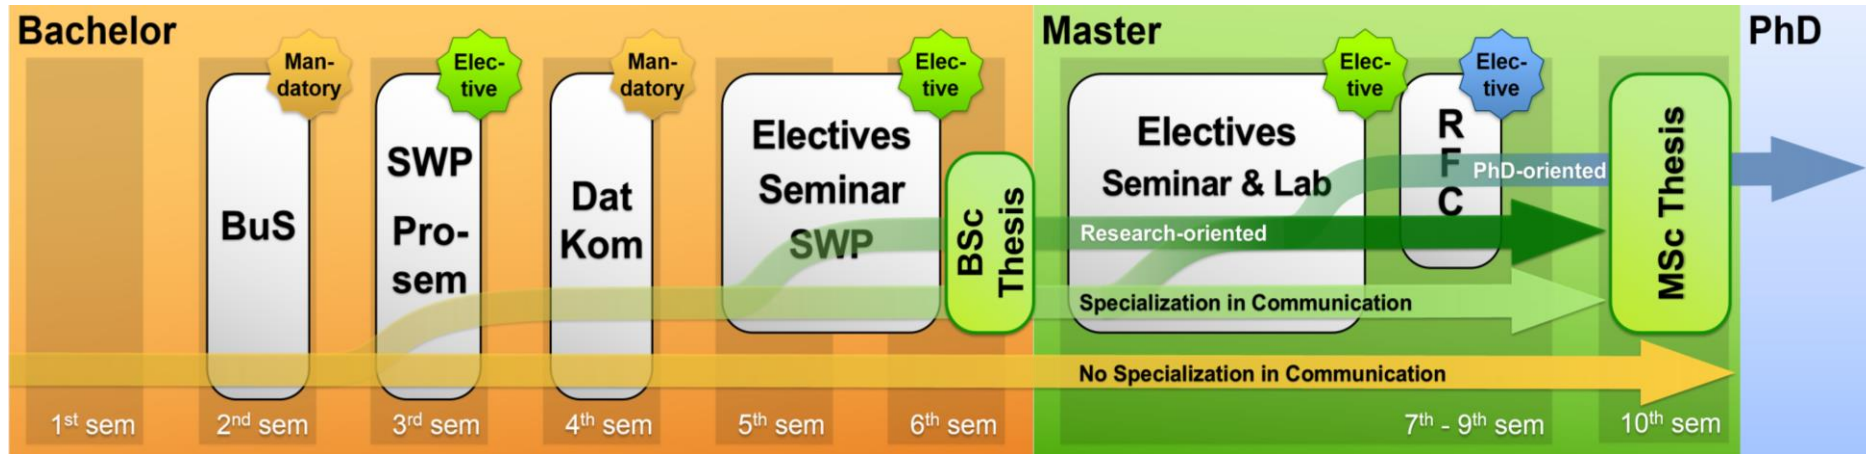 Bachelor
Master
PhD
Man-
datory
Elec-
tive
Man-
datory
Elec-
tive
Elec-
tive
Elec-
tive
BuS
SWP
Pro-
sem
Dat
Kom
Electives
Seminar
SWP
BSc
Thesis
Electives
Seminar & Lab
R
F
C
MSc Thesis
PhD-oriented
Research-oriented
Specialization in Communication
No Specialization in Communication
1st sem
2nd sem
3rd sem
4th sem
5th sem
6th sem
7th - 9th sem
10th sem